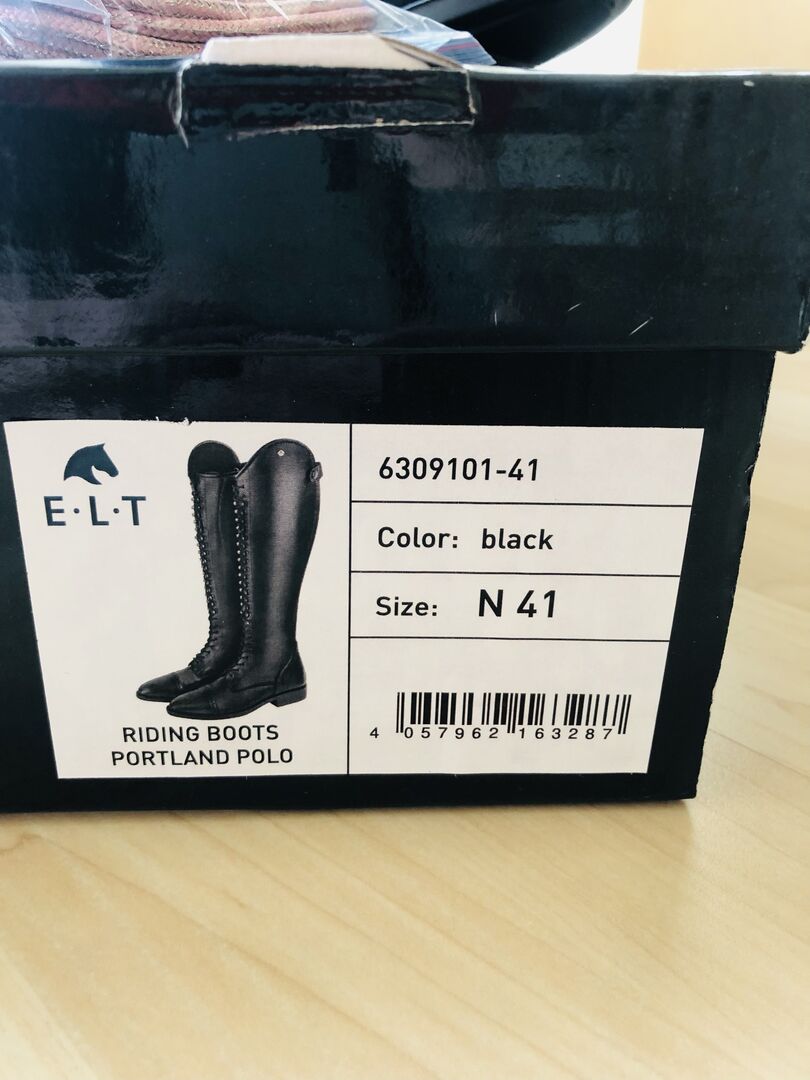 E·L·T
RIDING BOOTS
PORTLAND POLO
6309101-41
Color: black
Size: N 41
4 057962 163287